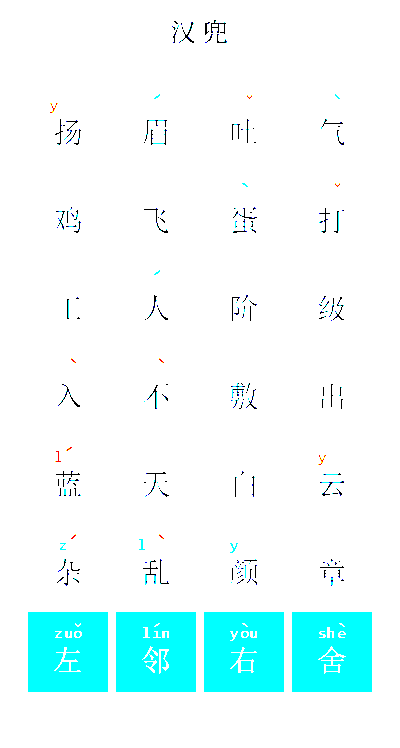 汉兜
y ˊ ˇ ˋ
扬 眉 吐 气
ˋ ˇ
鸡 飞 蛋 打
ˊ
工 人 阶 级
ˋ ˋ
入 不 敷 出
l ˊ y
蓝 天 白 云
z ˊ l ˋ y
杂 乱 颜 章
zuǒ lín yòu shè
左 邻 右 舍